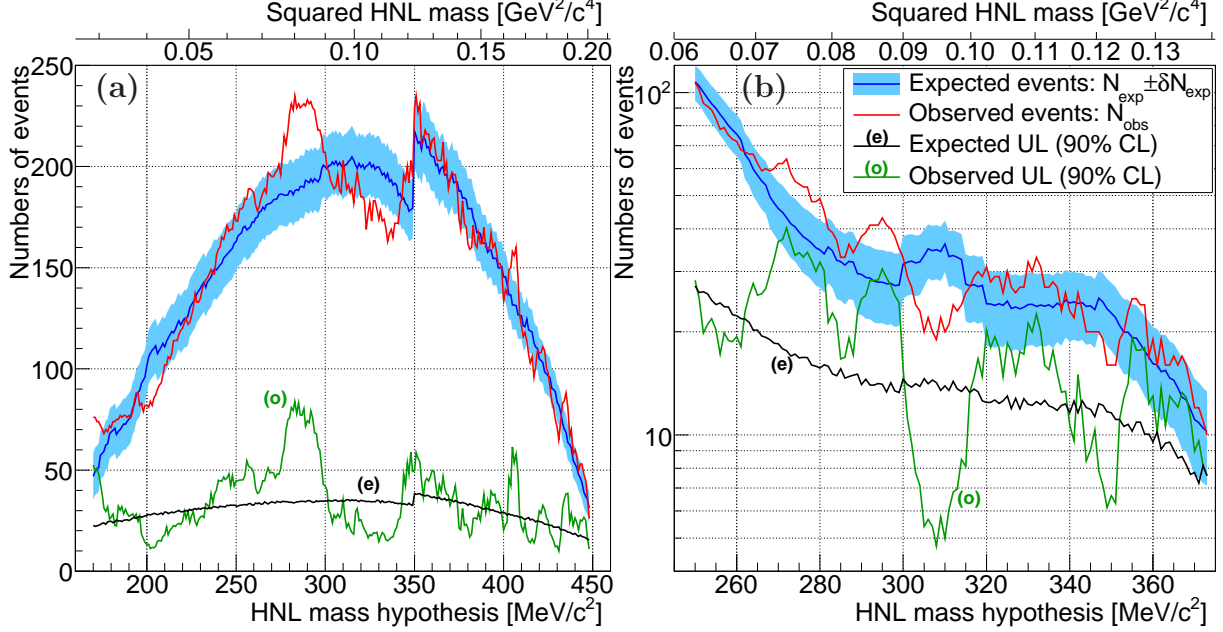 Squared HNL mass [GeV²/c⁴]
0.05 0.10 0.15 0.20
Numbers of events
250
200
150
100
50
0
(a)
(o)
(e)
200 250 300 350 400 450
HNL mass hypothesis [MeV/c²]
Squared HNL mass [GeV²/c⁴]
0.06 0.07 0.08 0.09 0.10 0.11 0.12 0.13
Numbers of events
10²
10
(b)
Expected events: N_exp ±δN_exp
Observed events: N_obs
(e) Expected UL (90% CL)
(o) Observed UL (90% CL)
(e)
(o)
260 280 300 320 340 360
HNL mass hypothesis [MeV/c²]